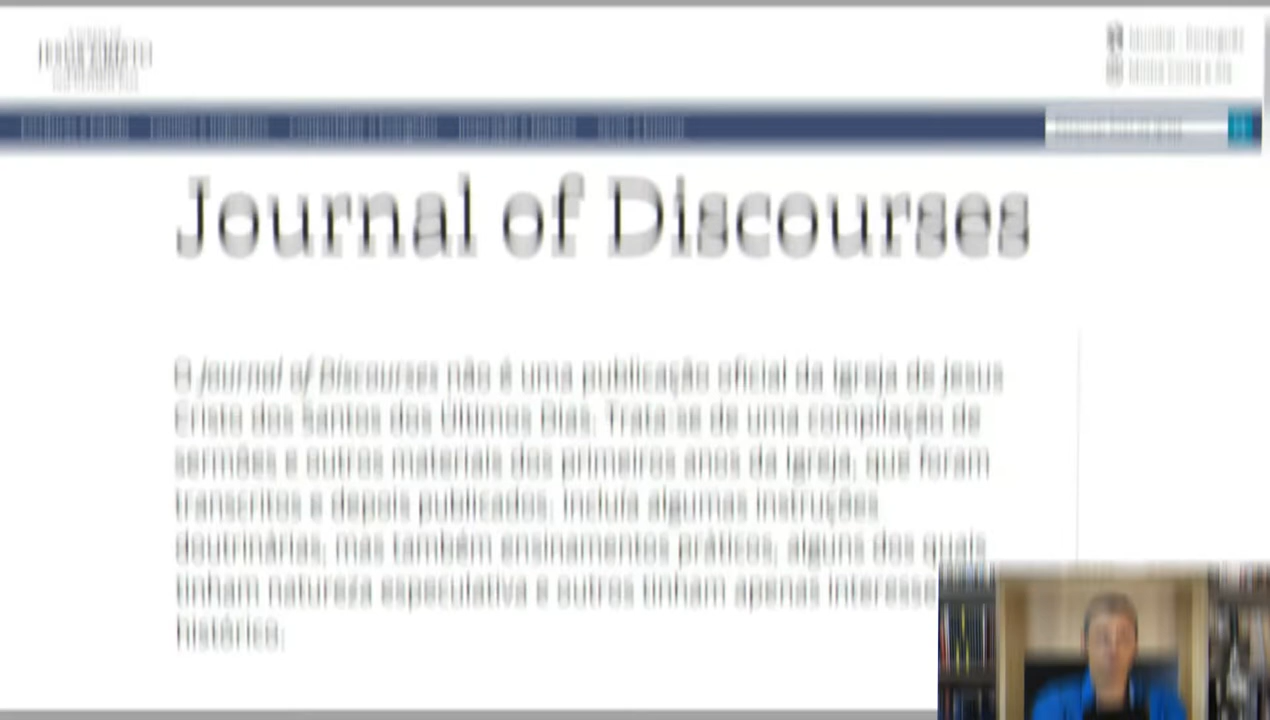 Journal of Discourses
O Journal of Discourses não é uma publicação oficial da Igreja de Jesus
Cristo dos Santos dos Últimos Dias. Trata-se de uma compilação de
sermões e outros materiais dos primeiros anos da Igreja, que foram
transcritos e depois publicados. Incluía algumas instruções
doutrinárias, mas também ensinamentos práticos, alguns dos quais
tinham natureza especulativa e outros tinham apenas interesse
histórico.